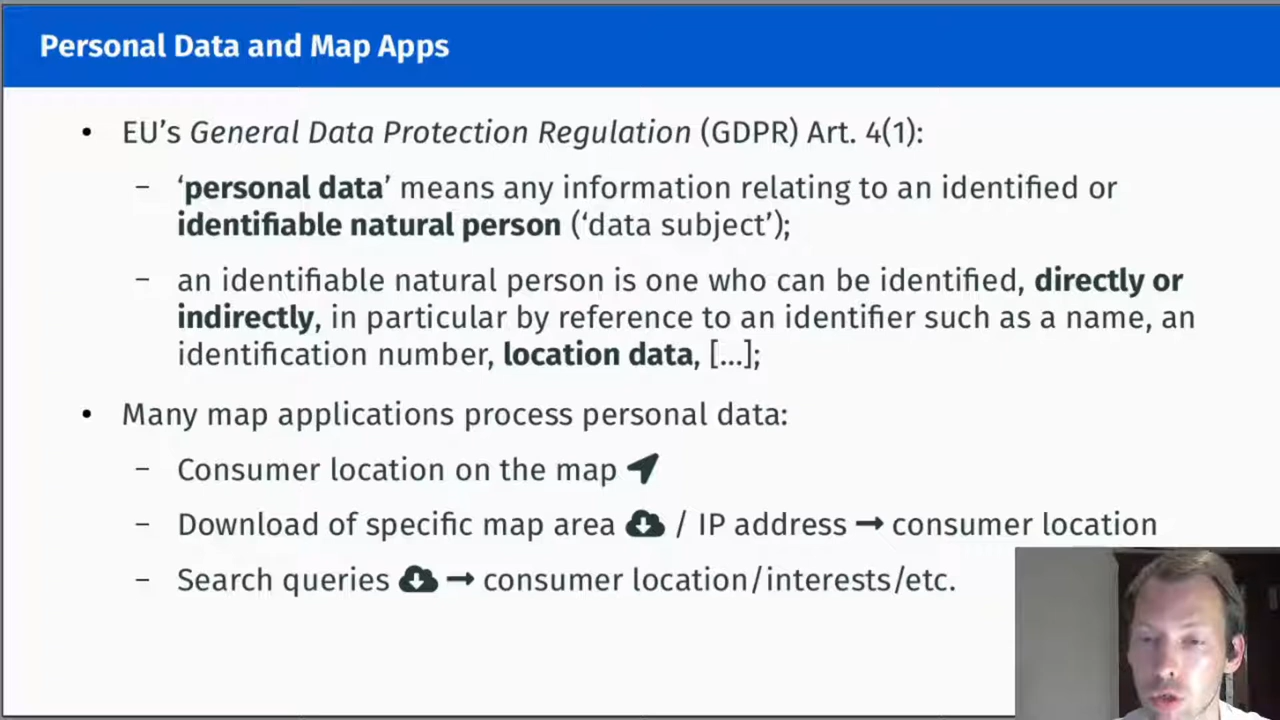 Personal Data and Map Apps
• EU’s General Data Protection Regulation (GDPR) Art. 4(1):
– ‘personal data’ means any information relating to an identified or
identifiable natural person (‘data subject’);
– an identifiable natural person is one who can be identified, directly or
indirectly, in particular by reference to an identifier such as a name, an
identification number, location data, [...];
• Many map applications process personal data:
– Consumer location on the map
– Download of specific map area / IP address → consumer location
– Search queries → consumer location/interests/etc.